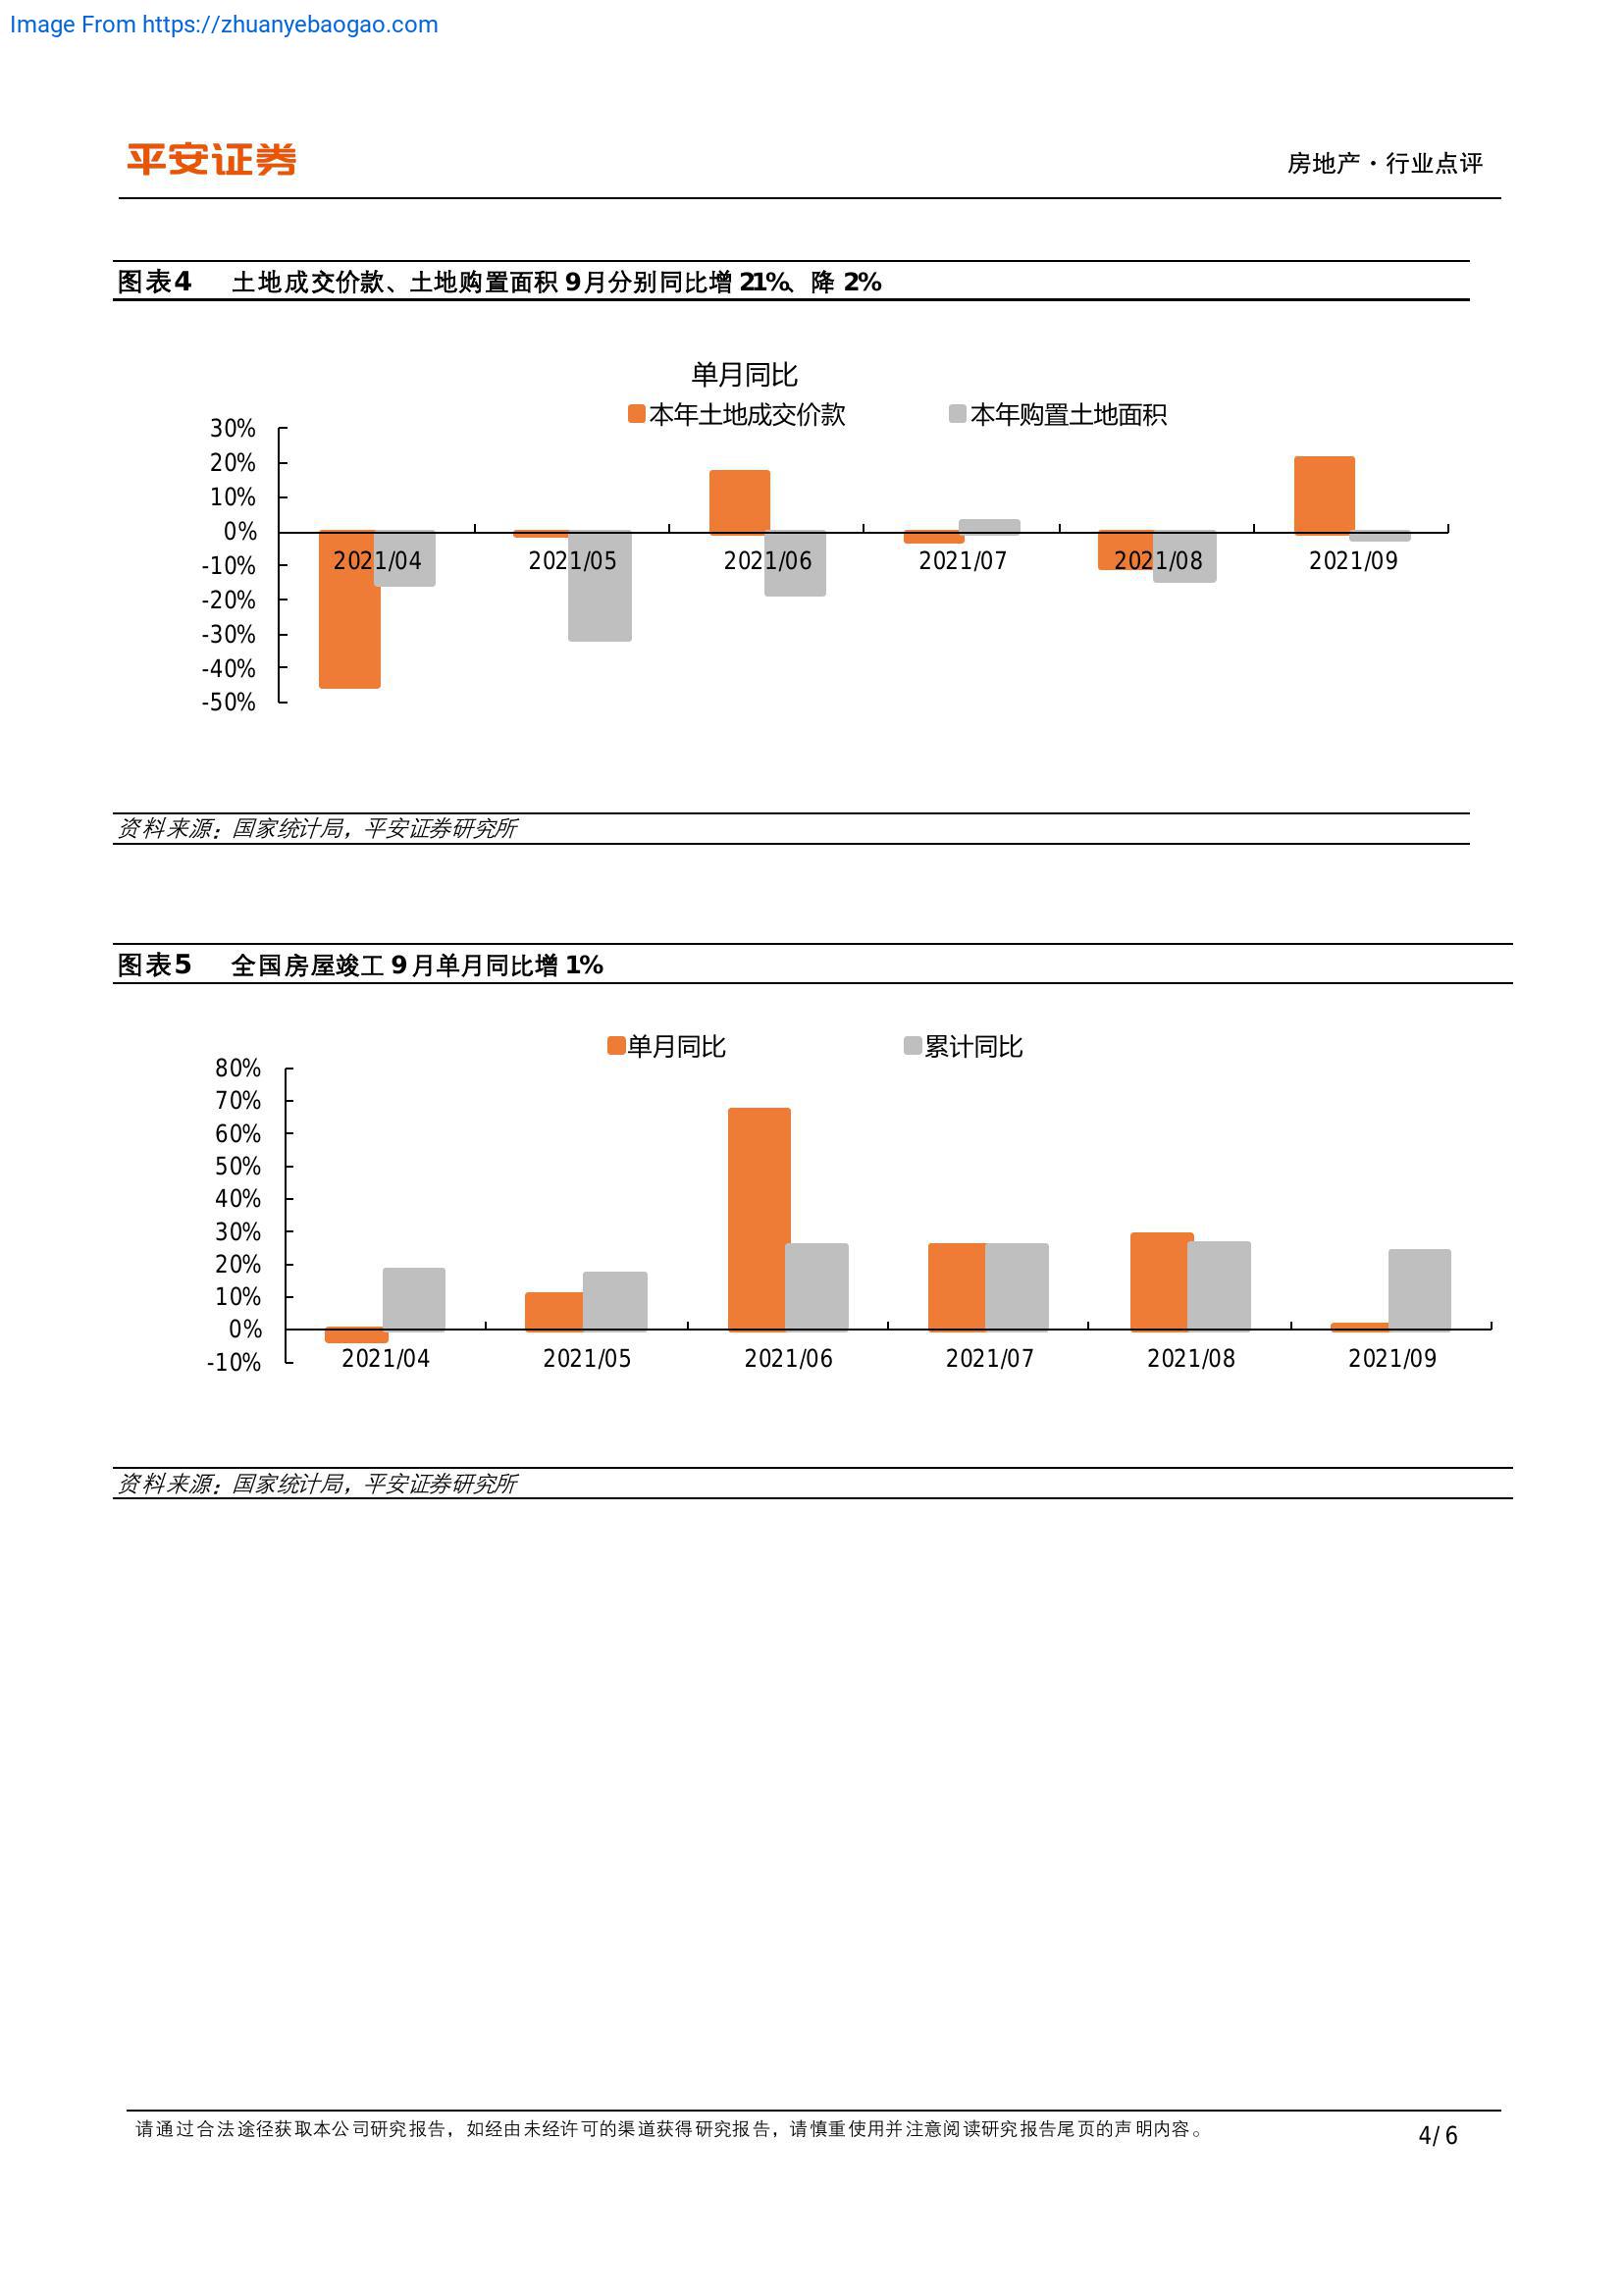 Image From https://zhuanyebaogao.com
平安证券
房地产·行业点评
图表4 土地成交价款、土地购置面积 9月分别同比增 21%、降 2%
单月同比
本年土地成交价款 本年购置土地面积
30%
20%
10%
0%
-10%
-20%
-30%
-40%
-50%
2021/04 2021/05 2021/06 2021/07 2021/08 2021/09
资料来源：国家统计局，平安证券研究所
图表5 全国房屋竣工 9月单月同比增 1%
单月同比 累计同比
80%
70%
60%
50%
40%
30%
20%
10%
0%
-10%
2021/04 2021/05 2021/06 2021/07 2021/08 2021/09
资料来源：国家统计局，平安证券研究所
请通过合法途径获取本公司研究报告，如经由未经许可的渠道获得研究报告，请慎重使用并注意阅读研究报告尾页的声明内容。
4/ 6